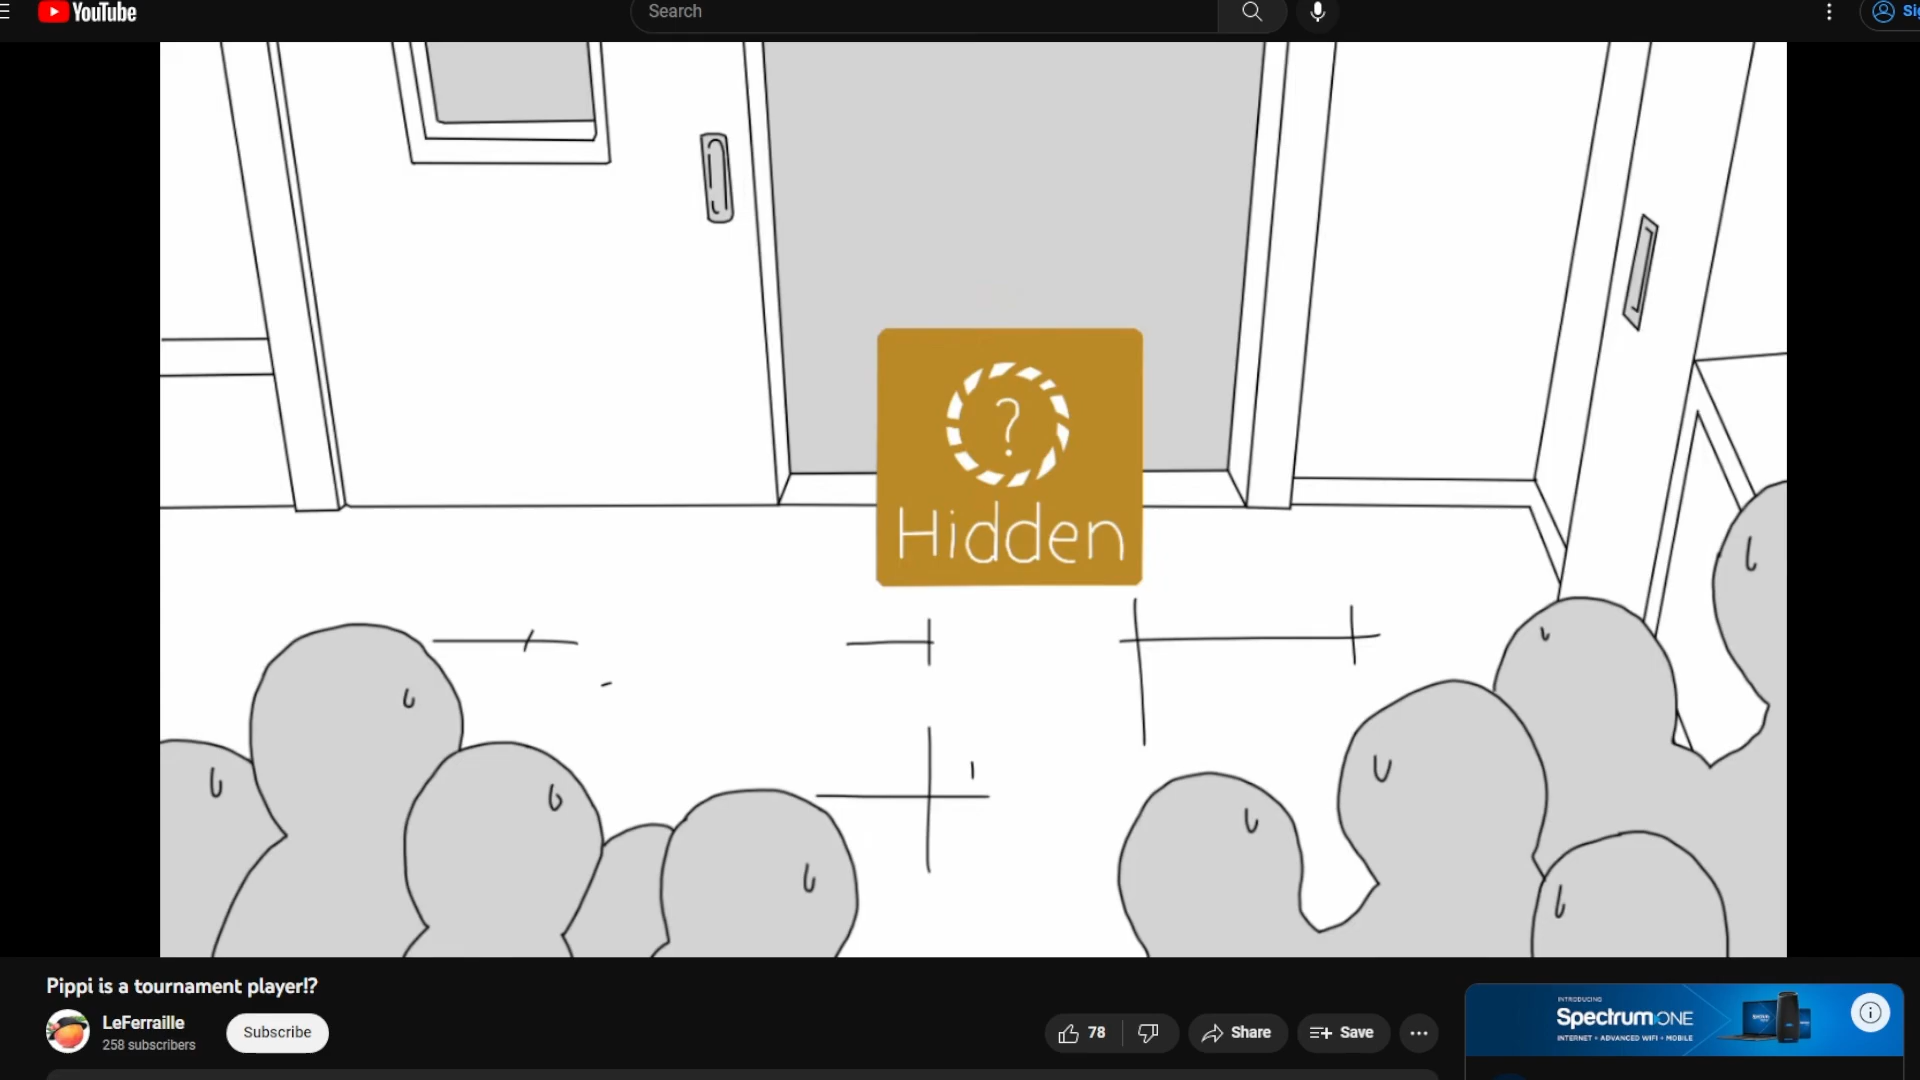 YouTube
Search
Sig
?
Hidden
Pippi is a tournament player!?
LeFerraille
258 subscribers
Subscribe
78
Share
Save
INTRODUCING
Spectrum ONE
INTERNET + ADVANCED WIFI + MOBILE